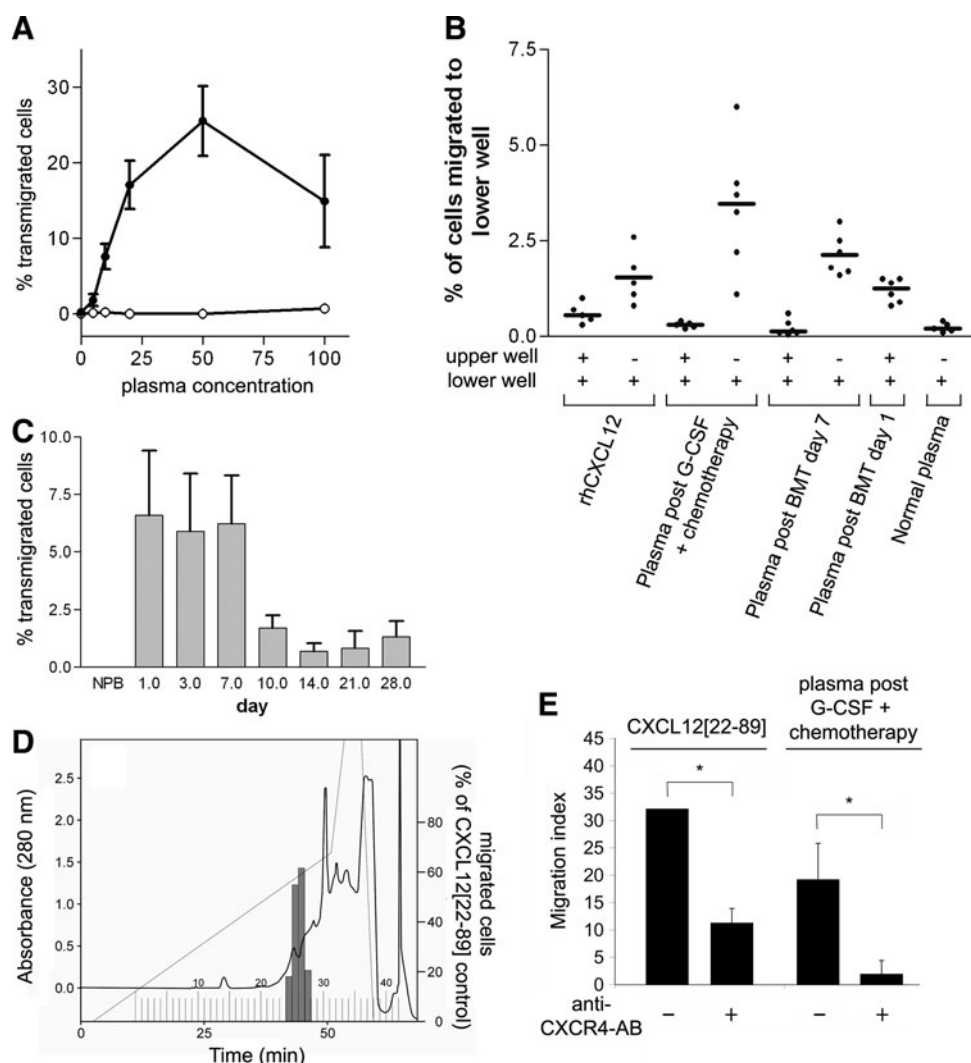 A
% transmigrated cells
30
20
10
0
0 25 50 75 100
plasma concentration
B
% of cells migrated to
lower well
7.5
5.0
2.5
0.0
upper well + - + - + - + -
lower well + + + + + + + +
rhCXCL12
Plasma post G-CSF
+ chemotherapy
Plasma post BMT day 7
Plasma post BMT day 1
Normal plasma
C
% transmigrated cells
10.0
7.5
5.0
2.5
0.0
NPB 1.0 3.0 7.0 10.0 14.0 21.0 28.0
day
D
Absorbance (280 nm)
2.5
2.0
1.5
1.0
0.5
0.0
10 20 30 40
0 50
Time (min)
80
60
40
20
0
migrated cells
(% of CXCL12[22-89] control)
E
CXCL12[22-89]
plasma post
G-CSF +
chemotherapy
Migration index
45
40
35
30
25
20
15
10
5
0
* *
anti-
CXCR4-AB
– + – +